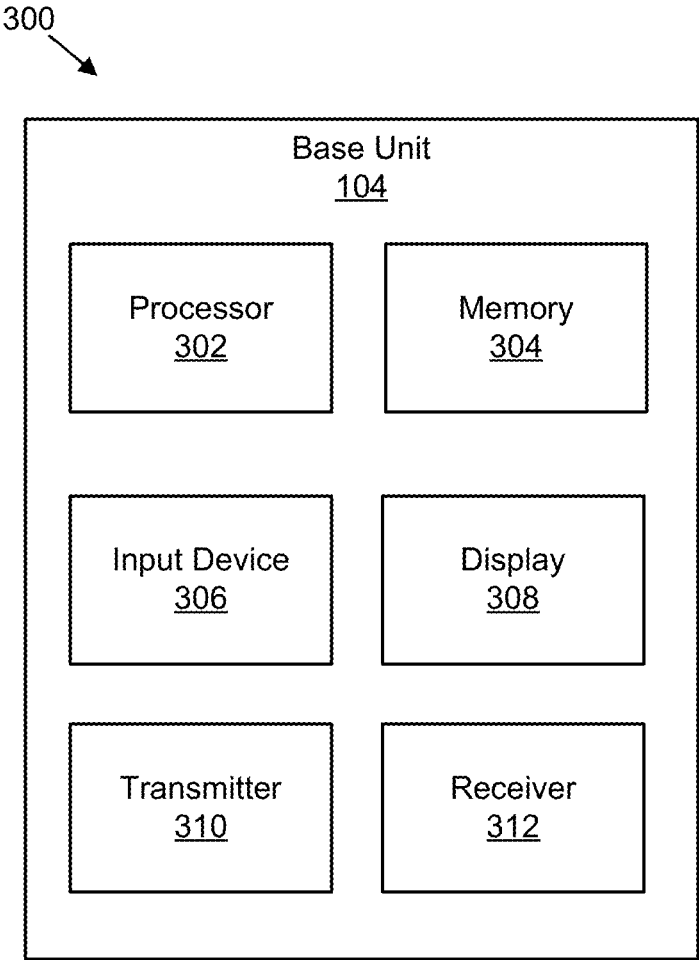 300
Base Unit
104
Processor
302
Memory
304
Input Device
306
Display
308
Transmitter
310
Receiver
312